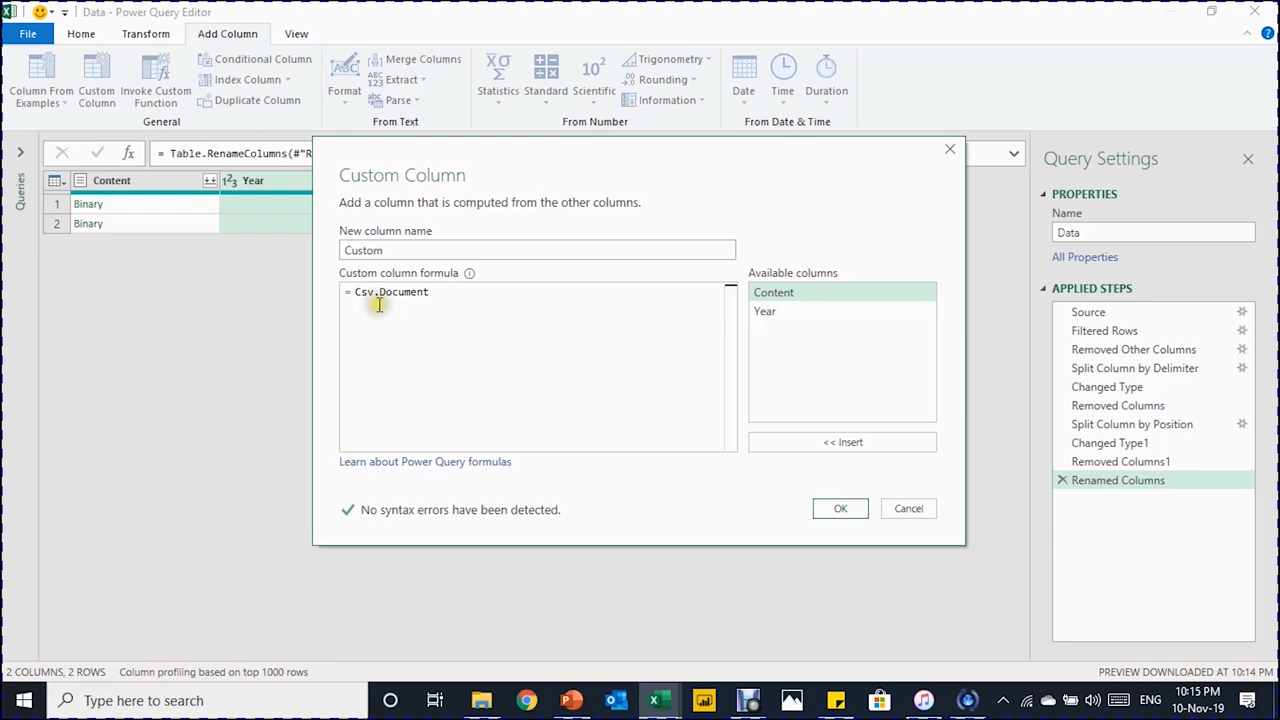 Data - Power Query Editor
File Home Transform Add Column View
Column From Examples
Custom Column
Invoke Custom Function
Conditional Column
Index Column
Duplicate Column
General
Format
Merge Columns
Extract
Parse
From Text
Statistics
Standard
Scientific
Trigonometry
Rounding
Information
From Number
Date
Time
Duration
From Date & Time
Queries
= Table.RenameColumns(#"R
Content
Year
1 Binary
2 Binary
Custom Column
Add a column that is computed from the other columns.
New column name
Custom
Custom column formula
= Csv.Document
Available columns
Content
Year
<< Insert
Learn about Power Query formulas
No syntax errors have been detected.
OK
Cancel
Query Settings
PROPERTIES
Name
Data
All Properties
APPLIED STEPS
Source
Filtered Rows
Removed Other Columns
Split Column by Delimiter
Changed Type
Removed Columns
Split Column by Position
Changed Type1
Removed Columns1
Renamed Columns
2 COLUMNS, 2 ROWS
Column profiling based on top 1000 rows
PREVIEW DOWNLOADED AT 10:14 PM
Type here to search
ENG
10:15 PM
10-Nov-19